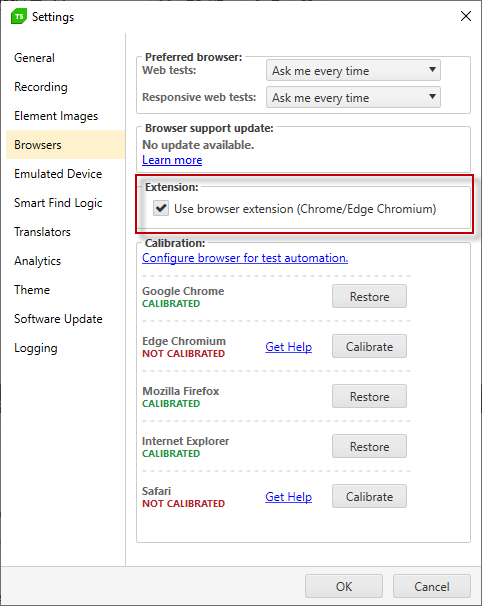 TS Settings
General
Recording
Element Images
Browsers
Emulated Device
Smart Find Logic
Translators
Analytics
Theme
Software Update
Logging
Preferred browser:
Web tests: Ask me every time
Responsive web tests: Ask me every time
Browser support update:
No update available.
Learn more
Extension:
Use browser extension (Chrome/Edge Chromium)
Calibration:
Configure browser for test automation.
Google Chrome
CALIBRATED
Restore
Edge Chromium
NOT CALIBRATED
Get Help
Calibrate
Mozilla Firefox
CALIBRATED
Restore
Internet Explorer
CALIBRATED
Restore
Safari
NOT CALIBRATED
Get Help
Calibrate
OK
Cancel